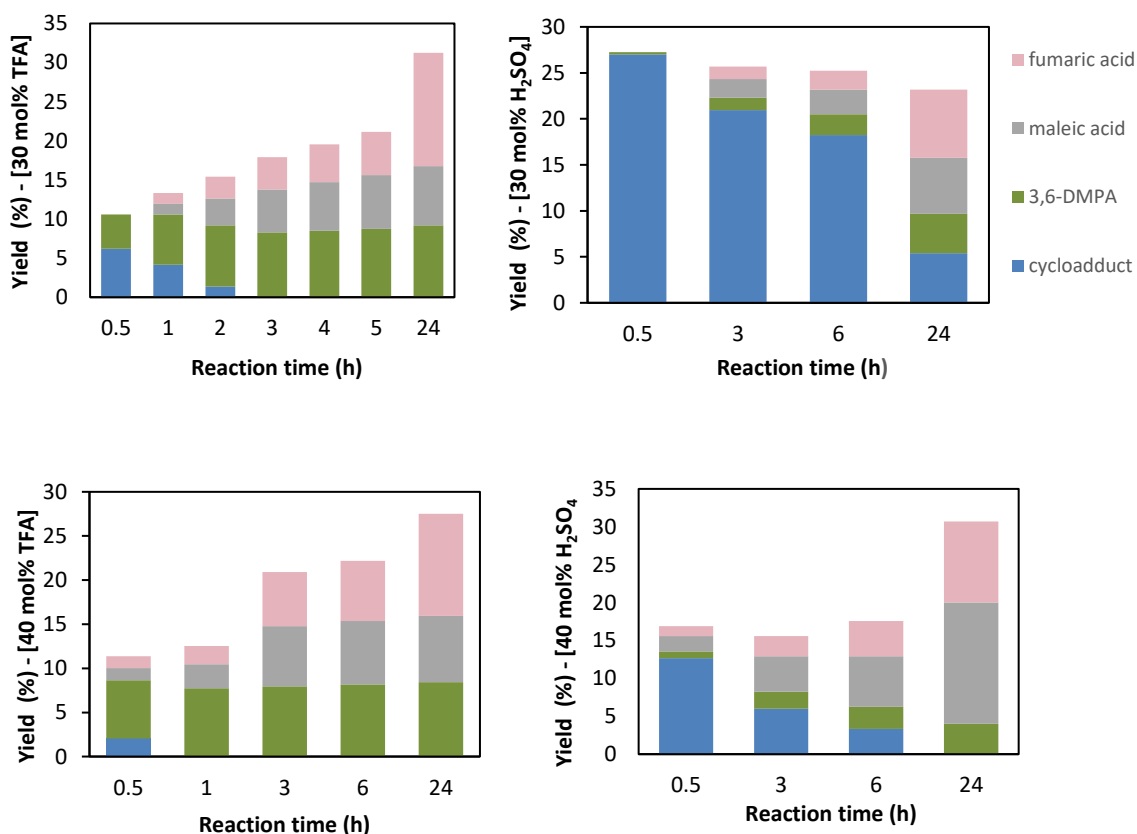 Yield (%) - [30 mol% TFA]
35
30
25
20
15
10
5
0
0.5 1 2 3 4 5 24
Reaction time (h)
Yield (%) - [30 mol% H₂SO₄]
30
25
20
15
10
5
0
0.5 3 6 24
Reaction time (h)
fumaric acid
maleic acid
3,6-DMPA
cycloadduct
Yield (%) - [40 mol% TFA]
30
25
20
15
10
5
0
0.5 1 3 6 24
Reaction time (h)
Yield (%) - [40 mol% H₂SO₄
35
30
25
20
15
10
5
0
0.5 3 6 24
Reaction time (h)